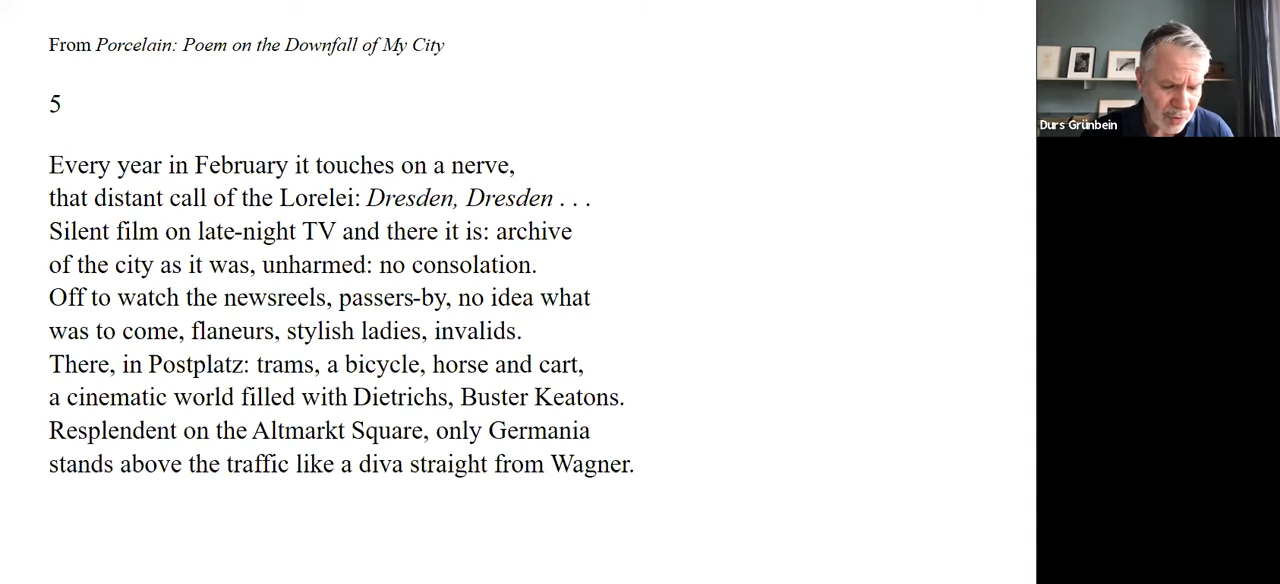 From Porcelain: Poem on the Downfall of My City
5
Every year in February it touches on a nerve,
that distant call of the Lorelei: Dresden, Dresden . . .
Silent film on late-night TV and there it is: archive
of the city as it was, unharmed: no consolation.
Off to watch the newsreels, passers-by, no idea what
was to come, flaneurs, stylish ladies, invalids.
There, in Postplatz: trams, a bicycle, horse and cart,
a cinematic world filled with Dietrichs, Buster Keatons.
Resplendent on the Altmarkt Square, only Germania
stands above the traffic like a diva straight from Wagner.
Durs Grünbein